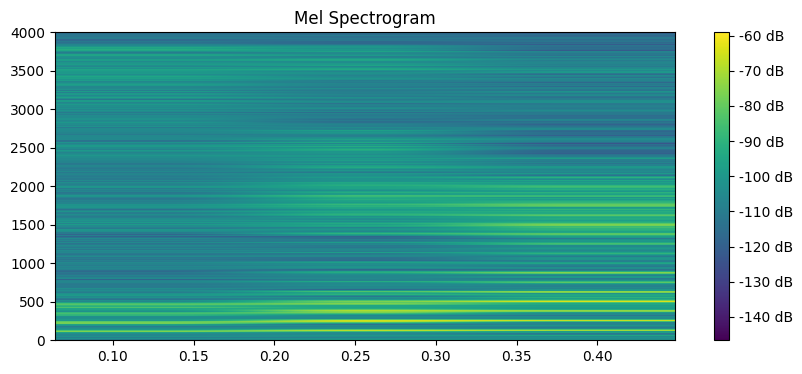 Mel Spectrogram
4000
3500
3000
2500
2000
1500
1000
500
0
0.10 0.15 0.20 0.25 0.30 0.35 0.40
-60 dB
-70 dB
-80 dB
-90 dB
-100 dB
-110 dB
-120 dB
-130 dB
-140 dB